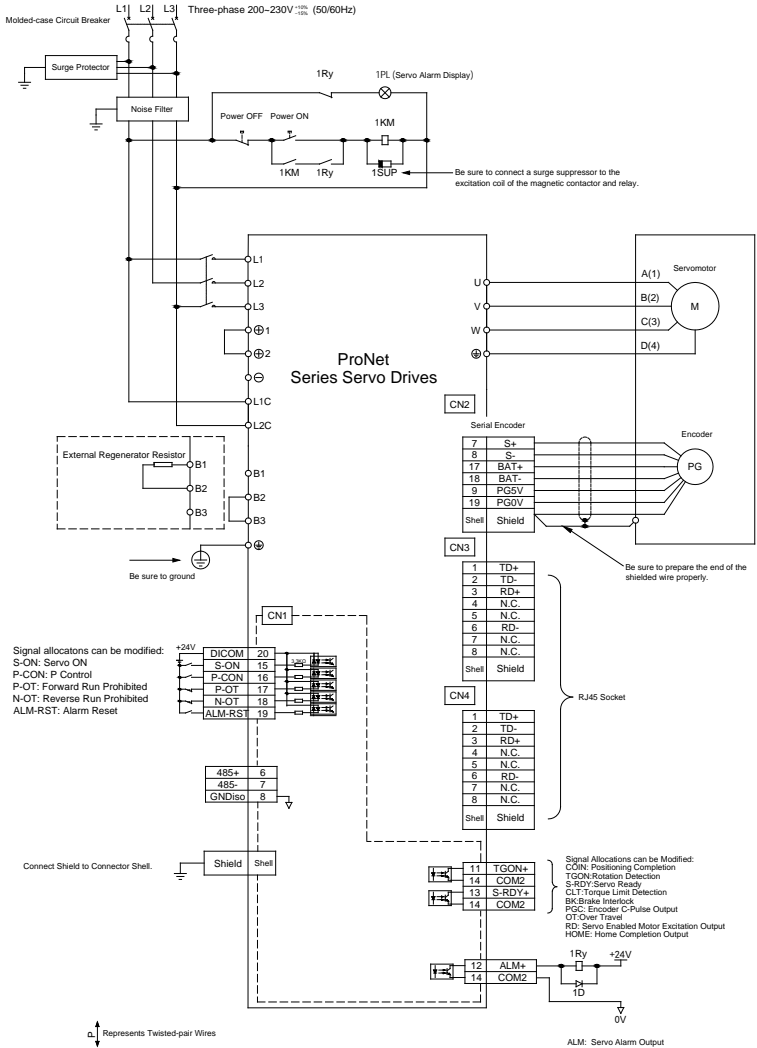 L1 L2 L3 Three-phase 200~230V +10% -15% (50/60Hz)
Molded-case Circuit Breaker
Surge Protector
Noise Filter
1Ry 1PL (Servo Alarm Display)
Power OFF Power ON
1KM
1KM 1Ry 1SUP
Be sure to connect a surge suppressor to the
excitation coil of the magnetic contactor and relay.
L1
L2
L3
1
2
L1C
L2C
B1
B2
B3
ProNet
Series Servo Drives
U
V
W
A(1)
B(2)
C(3)
D(4)
Servomotor
M
External Regenerator Resistor
B1
B2
B3
Be sure to ground
CN2
Serial Encoder
7 S+
8 S-
17 BAT+
18 BAT-
9 PG5V
19 PG0V
Shell Shield
Encoder
PG
Be sure to prepare the end of the
shielded wire properly.
CN3
1 TD+
2 TD-
3 RD+
4 N.C.
5 N.C.
6 RD-
7 N.C.
8 N.C.
Shell Shield
CN4
1 TD+
2 TD-
3 RD+
4 N.C.
5 N.C.
6 RD-
7 N.C.
8 N.C.
Shell Shield
RJ45 Socket
CN1
Signal allocatons can be modified:
S-ON: Servo ON
P-CON: P Control
P-OT: Forward Run Prohibited
N-OT: Reverse Run Prohibited
ALM-RST: Alarm Reset
+24V
DICOM 20
S-ON 15
P-CON 16
P-OT 17
N-OT 18
ALM-RST 19
3.3KΩ
485+ 6
485- 7
GNDiso 8
Connect Shield to Connector Shell.
Shield Shell
11 TGON+
14 COM2
13 S-RDY+
14 COM2
Signal Allocations can be Modified:
COIN: Positioning Completion
TGON:Rotation Detection
S-RDY:Servo Ready
CLT:Torque Limit Detection
BK:Brake Interlock
PGC: Encoder C-Pulse Output
OT:Over Travel
RD: Servo Enabled Motor Excitation Output
HOME: Home Completion Output
12 ALM+
14 COM2
1Ry
+24V
1D
0V
ALM: Servo Alarm Output
P Represents Twisted-pair Wires